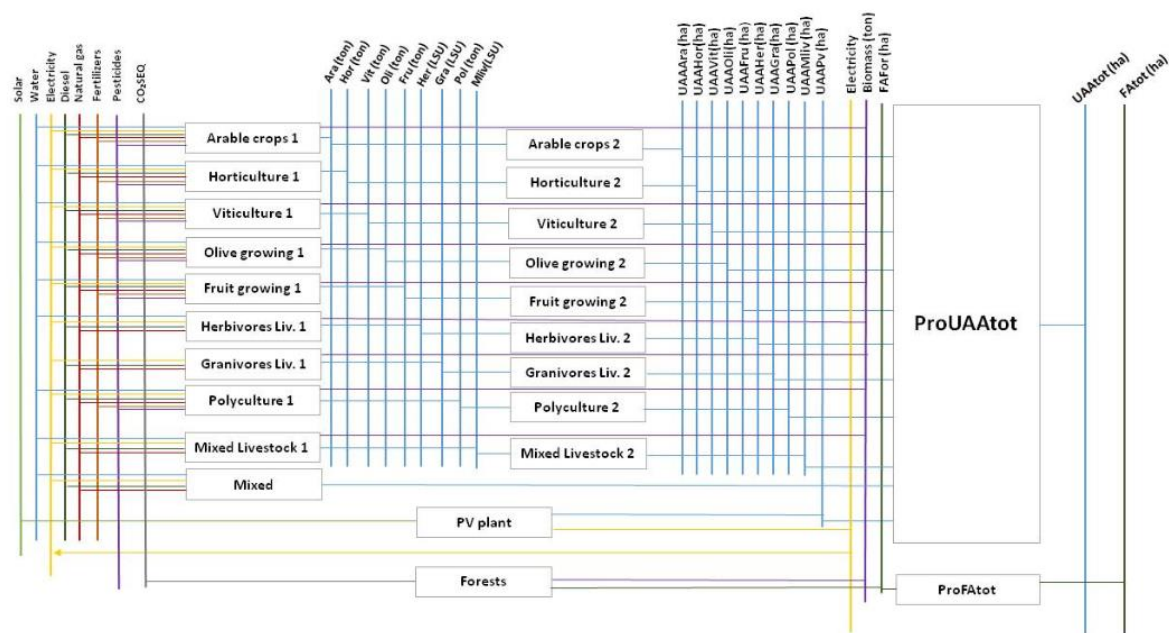 Solar
Water
Electricity
Diesel
Natural gas
Fertilizers
Pesticides
CO₂SEQ
Ara (ton)
Hor (ton)
Vit (ton)
Oli (ton)
Fru (ton)
Her (LSU)
Gra (LSU)
Pol (ton)
Mliv (LSU)
UAAAra (ha)
UAAHor(ha)
UAAVit(ha)
UAAOli(ha)
UAAFru (ha)
UAAHer(ha)
UAAGra(ha)
UAAPol (ha)
UAAMliv (ha)
UAAPv (ha)
Electricity
Biomass (ton)
FAFor(ha)
UAAtot (ha)
FAtot (ha)
Arable crops 1
Arable crops 2
Horticulture 1
Horticulture 2
Viticulture 1
Viticulture 2
Olive growing 1
Olive growing 2
Fruit growing 1
Fruit growing 2
Herbivores Liv. 1
Herbivores Liv. 2
Granivores Liv. 1
Granivores Liv. 2
Polyculture 1
Polyculture 2
Mixed Livestock 1
Mixed Livestock 2
Mixed
PV plant
Forests
ProUAAtot
ProFAtot